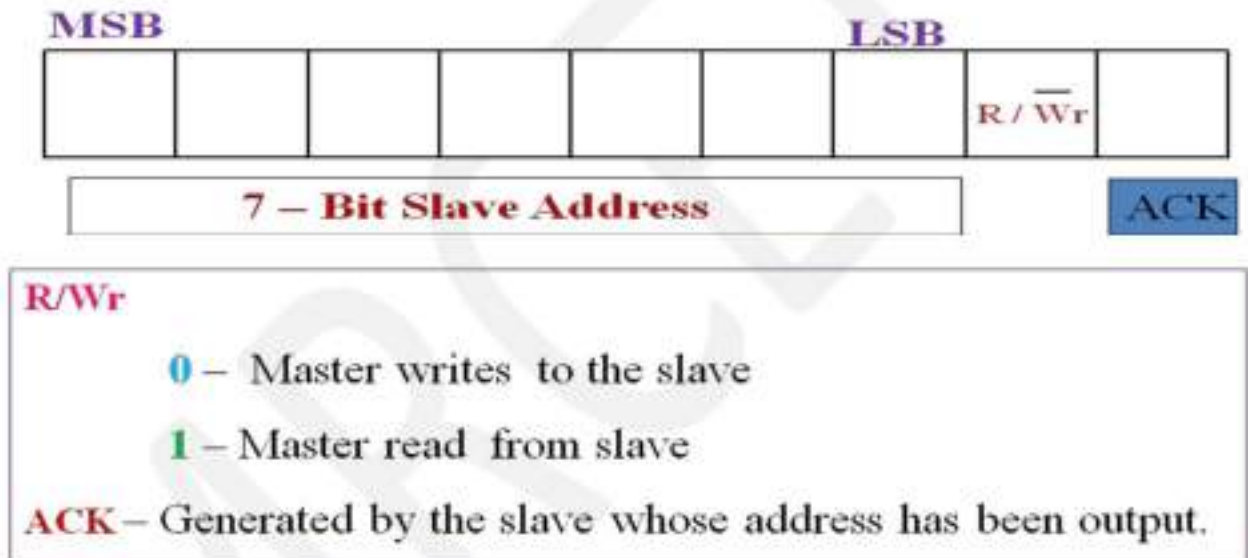 MSB LSB
R / W̅r
7 – Bit Slave Address ACK
R/Wr
0 – Master writes to the slave
1 – Master read from slave
ACK – Generated by the slave whose address has been output.